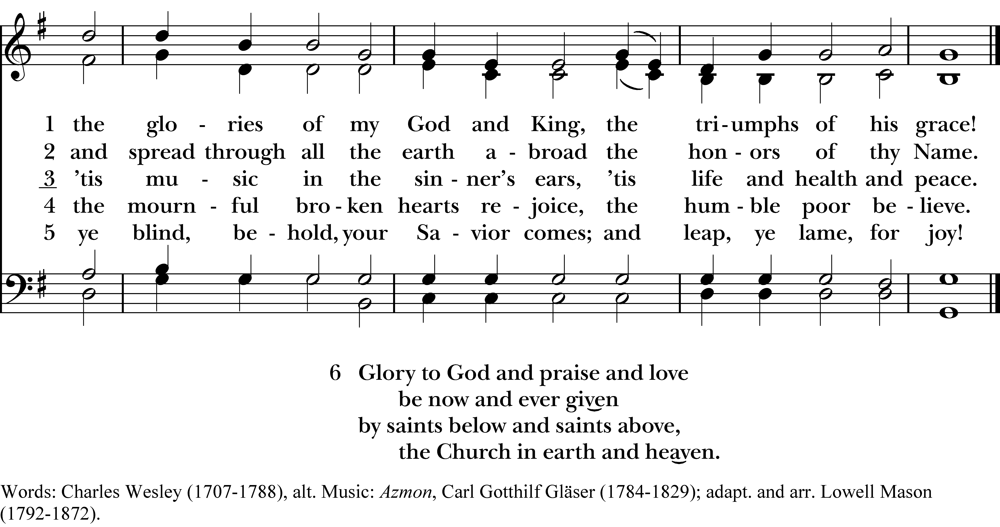 1 the glo - ries of my God and King, the tri - umphs of his grace!
2 and spread through all the earth a - broad the hon - ors of thy Name.
3 ’tis mu - sic in the sin - ner’s ears, ’tis life and health and peace.
4 the mourn - ful bro - ken hearts re - joice, the hum - ble poor be - lieve.
5 ye blind, be - hold, your Sa - vior comes; and leap, ye lame, for joy!
6 Glory to God and praise and love
be now and ever given
by saints below and saints above,
the Church in earth and heaven.
Words: Charles Wesley (1707-1788), alt. Music: Azmon, Carl Gotthilf Gläser (1784-1829); adapt. and arr. Lowell Mason
(1792-1872).